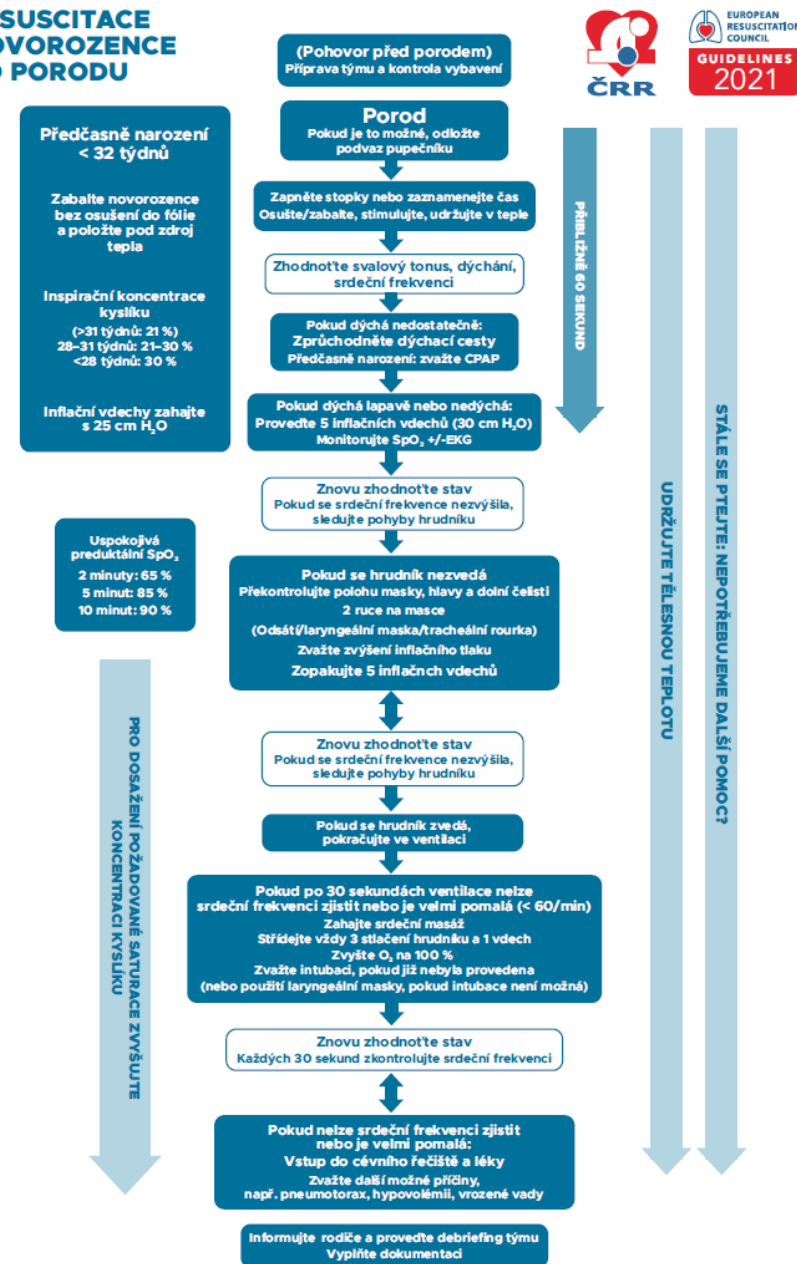 SUSCITACE
OVOROZENCE
O PORODU
(Pohovor před porodem)
Příprava týmu a kontrola vybavení
ČRR
EUROPEAN
RESUSCITATION
COUNCIL
GUIDELINES
2021
Předčasně narození
< 32 týdnů
Zabalte novorozence
bez osušení do fólie
a položte pod zdroj
tepla
Inspirační koncentrace
kyslíku
(>31 týdnů: 21 %)
28–31 týdnů: 21–30 %
<28 týdnů: 30 %
Inflační vdechy zahajte
s 25 cm H₂O
Porod
Pokud je to možné, odložte
podvaz pupečníku
Zapněte stopky nebo zaznamenejte čas
Osušte/zabalte, stimulujte, udržujte v teple
Zhodnoťte svalový tonus, dýchání,
srdeční frekvenci
Pokud dýchá nedostatečně:
Zprůchodněte dýchací cesty
Předčasně narození: zvažte CPAP
Pokud dýchá lapavě nebo nedýchá:
Proveďte 5 inflačních vdechů (30 cm H₂O)
Monitorujte SpO₂ +/-EKG
PŘIBLIŽNĚ 60 SEKUND
Znovu zhodnoťte stav
Pokud se srdeční frekvence nezvýšila,
sledujte pohyby hrudníku
Uspokojivá
preduktální SpO₂
2 minuty: 65 %
5 minut: 85 %
10 minut: 90 %
Pokud se hrudník nezvedá
Překontrolujte polohu masky, hlavy a dolní čelisti
2 ruce na masce
(Odsátí/laryngeální maska/tracheální rourka)
Zvažte zvýšení inflačního tlaku
Zopakujte 5 inflačnch vdechů
Znovu zhodnoťte stav
Pokud se srdeční frekvence nezvýšila,
sledujte pohyby hrudníku
Pokud se hrudník zvedá,
pokračujte ve ventilaci
Pokud po 30 sekundách ventilace nelze
srdeční frekvenci zjistit nebo je velmi pomalá (< 60/min)
Zahajte srdeční masáž
Střídejte vždy 3 stlačení hrudníku a 1 vdech
Zvyšte O₂ na 100 %
Zvažte intubaci, pokud již nebyla provedena
(nebo použití laryngeální masky, pokud intubace není možná)
Znovu zhodnoťte stav
Každých 30 sekund zkontrolujte srdeční frekvenci
Pokud nelze srdeční frekvenci zjistit
nebo je velmi pomalá:
Vstup do cévního řečiště a léky
Zvažte další možné příčiny,
např. pneumotorax, hypovolémii, vrozené vady
Informujte rodiče a proveďte debriefing týmu
Vyplňte dokumentaci
PRO DOSAŽENÍ POŽADOVANÉ SATURACE ZVYŠUJTE
KONCENTRACI KYSLÍKU
UDRŽUJTE TĚLESNOU TEPLOTU
STÁLE SE PTEJTE: NEPOTŘEBUJEME DALŠÍ POMOC?